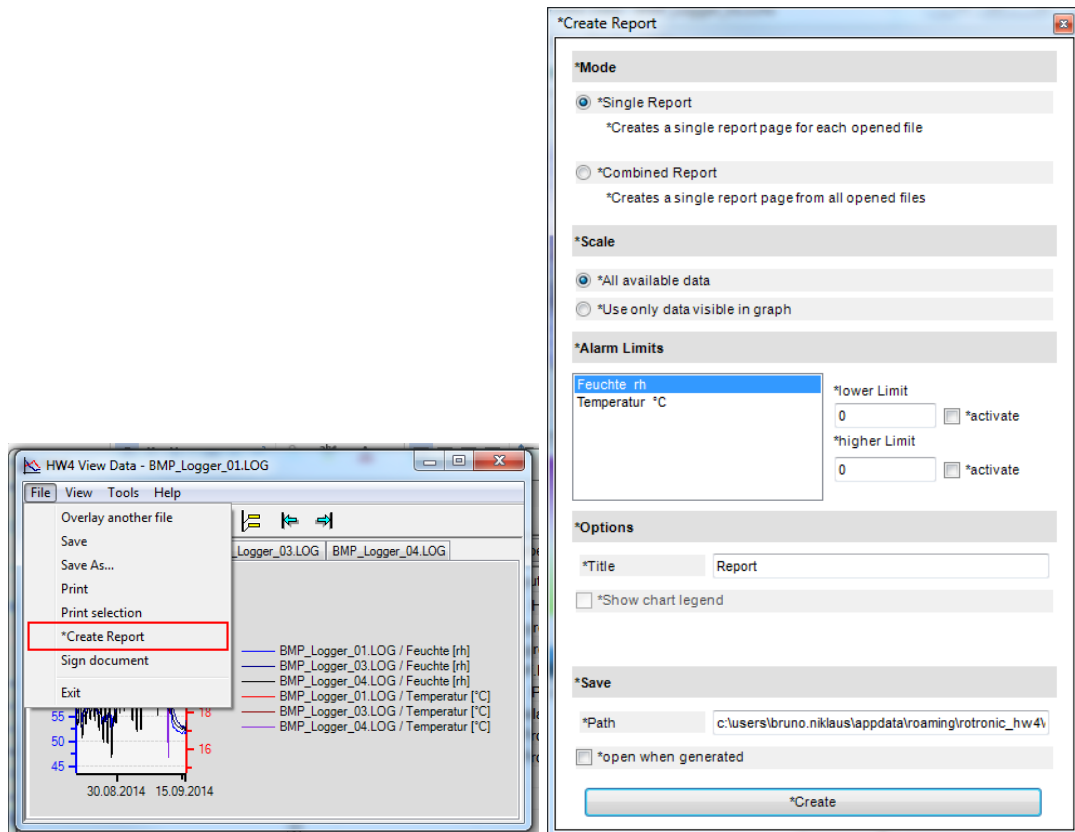 HW4 View Data - BMP_Logger_01.LOG
File View Tools Help
Overlay another file
Save
Save As...
Print
Print selection
*Create Report
Sign document
Exit
_Logger_03.LOG BMP_Logger_04.LOG
BMP_Logger_01.LOG / Feuchte [rh]
BMP_Logger_03.LOG / Feuchte [rh]
BMP_Logger_04.LOG / Feuchte [rh]
BMP_Logger_01.LOG / Temperatur [°C]
BMP_Logger_03.LOG / Temperatur [°C]
BMP_Logger_04.LOG / Temperatur [°C]
55 18
50 16
45
30.08.2014 15.09.2014
*Create Report
*Mode
*Single Report
*Creates a single report page for each opened file
*Combined Report
*Creates a single report page from all opened files
*Scale
*All available data
*Use only data visible in graph
*Alarm Limits
Feuchte rh
Temperatur °C
*lower Limit
0 *activate
*higher Limit
0 *activate
*Options
*Title Report
*Show chart legend
*Save
*Path c:\users\bruno.niklaus\appdata\roaming\rotronic_hw4\
*open when generated
*Create